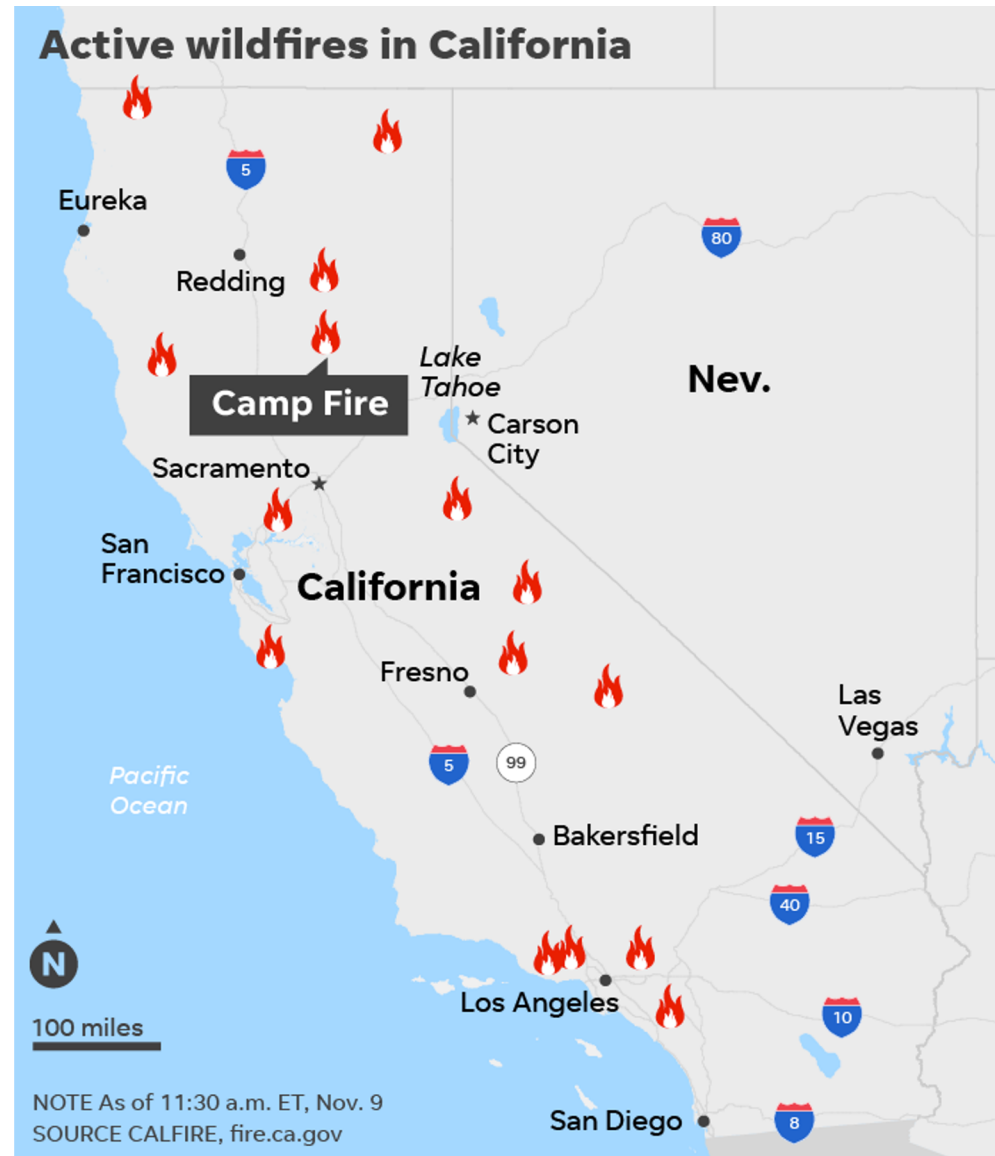 Active wildfires in California
5
Eureka
80
Redding
Lake
Tahoe
Nev.
Camp Fire
Carson
City
Sacramento
San
Francisco
California
Fresno
Las
Vegas
5
99
Pacific
Ocean
Bakersfield
15
40
N
Los Angeles
10
100 miles
NOTE As of 11:30 a.m. ET, Nov. 9
SOURCE CALFIRE, fire.ca.gov
San Diego
8